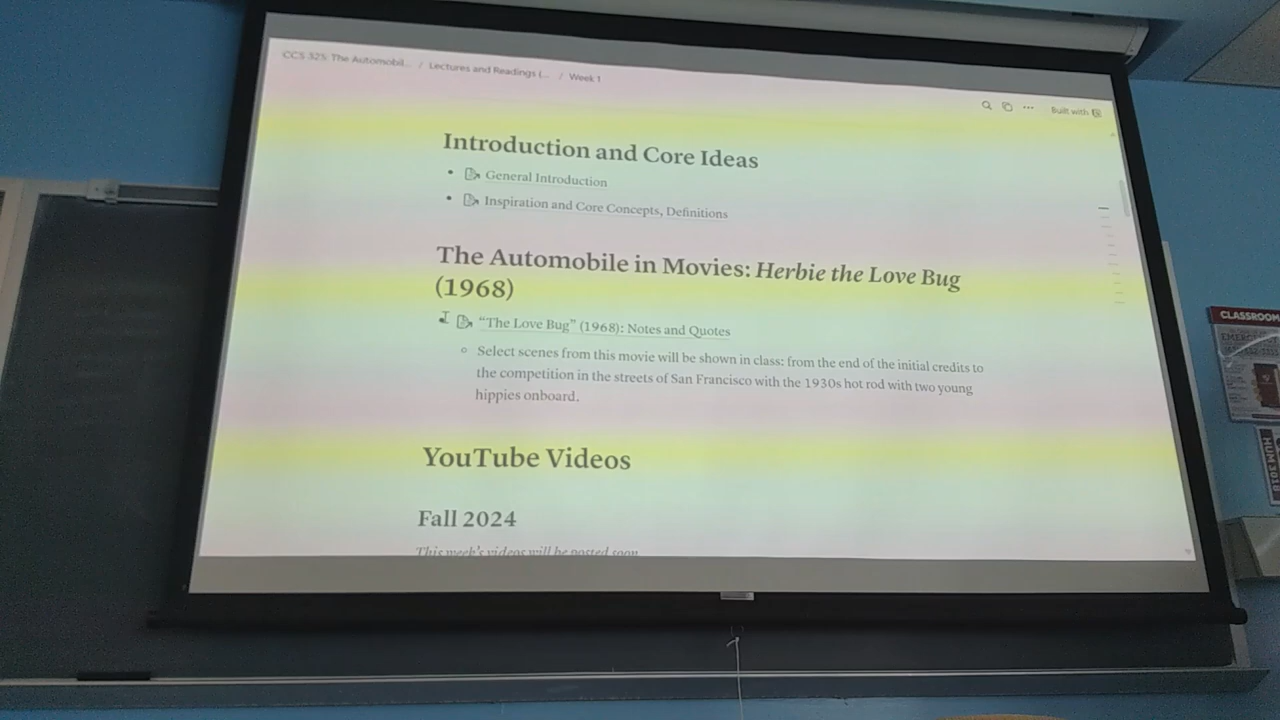 CCS 325: The Automobil... / Lectures and Readings (... / Week 1
Built with
Introduction and Core Ideas
General Introduction
Inspiration and Core Concepts, Definitions
The Automobile in Movies: Herbie the Love Bug
(1968)
"The Love Bug" (1968): Notes and Quotes
Select scenes from this movie will be shown in class: from the end of the initial credits to
the competition in the streets of San Francisco with the 1930s hot rod with two young
hippies onboard.
YouTube Videos
Fall 2024
This week's videos will be posted soon
CLASSROOM